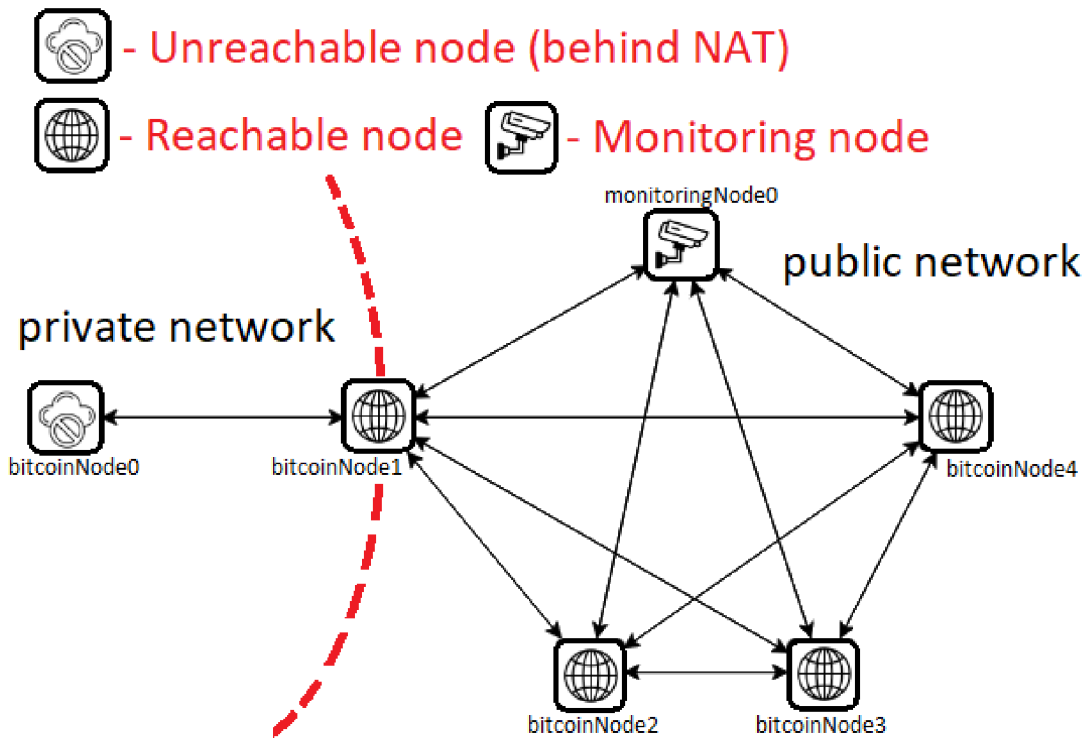 - Unreachable node (behind NAT)
- Reachable node
- Monitoring node
monitoringNode0
public network
private network
bitcoinNode0
bitcoinNode1
bitcoinNode4
bitcoinNode2
bitcoinNode3